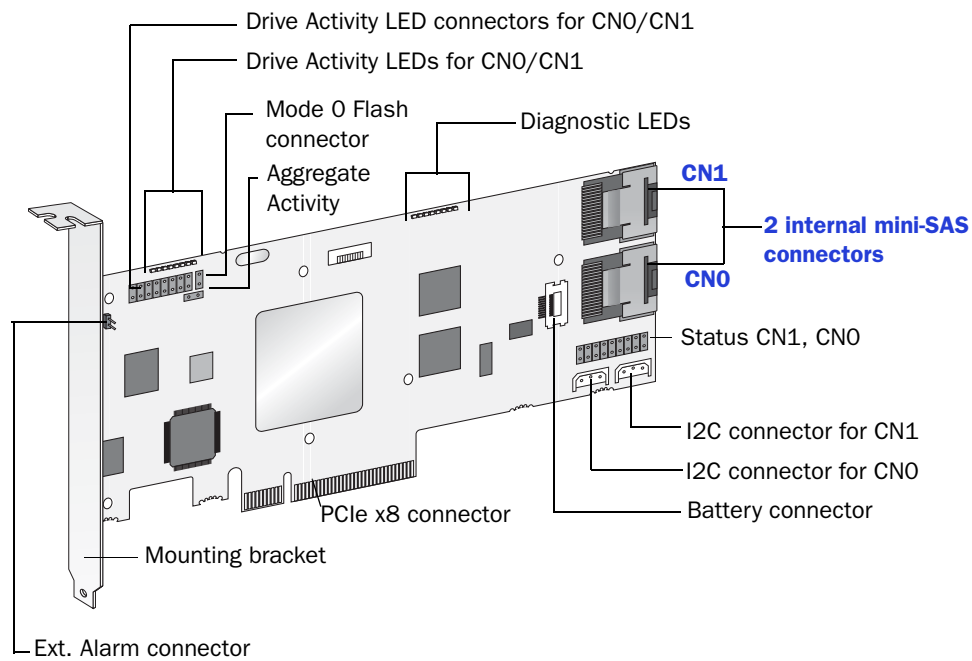 Drive Activity LED connectors for CN0/CN1
Drive Activity LEDs for CN0/CN1
Mode 0 Flash
connector
Diagnostic LEDs
Aggregate
Activity
CN1
2 internal mini-SAS
connectors
CN0
Status CN1, CN0
I2C connector for CN1
I2C connector for CN0
Battery connector
PCIe x8 connector
Mounting bracket
Ext. Alarm connector